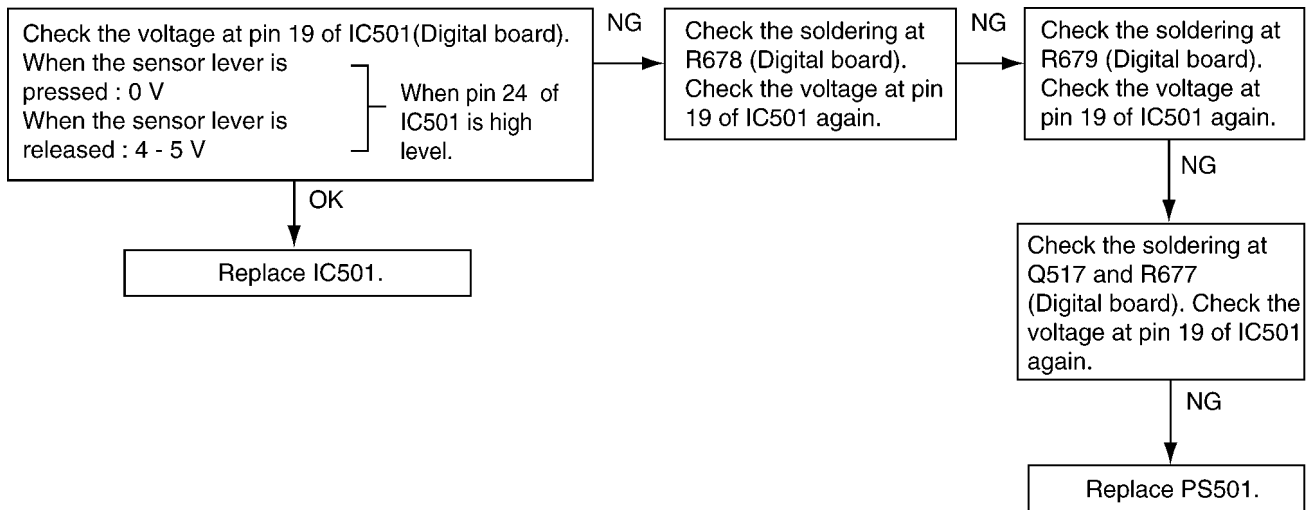 Check the voltage at pin 19 of IC501(Digital board).
When the sensor lever is
pressed : 0 V
When the sensor lever is
released : 4 - 5 V
When pin 24 of
IC501 is high
level.
NG
Check the soldering at
R678 (Digital board).
Check the voltage at pin
19 of IC501 again.
NG
Check the soldering at
R679 (Digital board).
Check the voltage at
pin 19 of IC501 again.
OK
Replace IC501.
NG
Check the soldering at
Q517 and R677
(Digital board). Check the
voltage at pin 19 of IC501
again.
NG
Replace PS501.